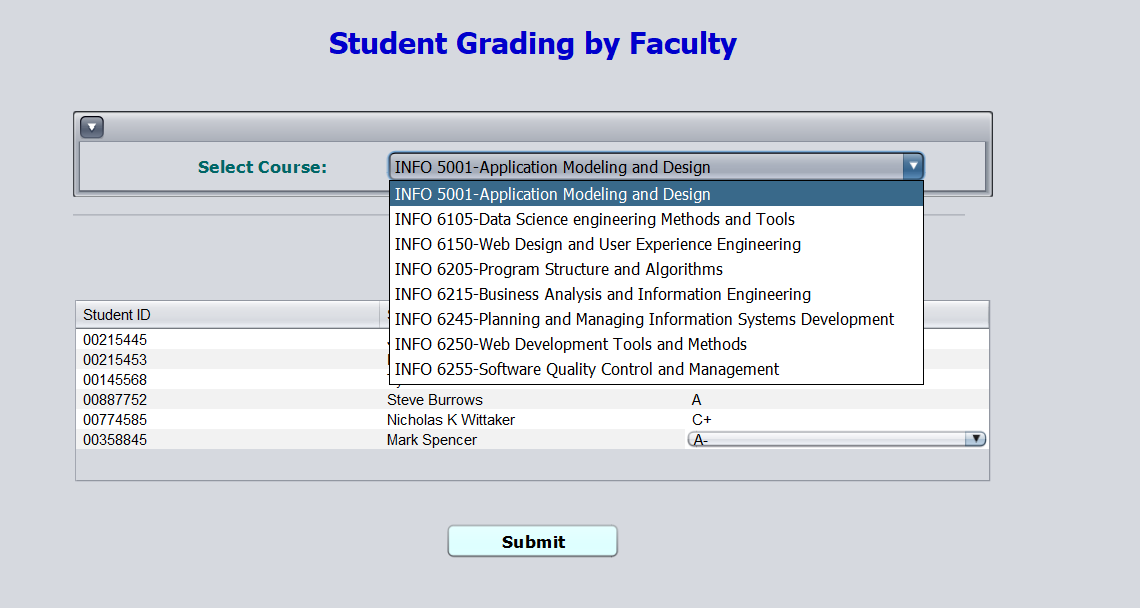 Student Grading by Faculty
Select Course: INFO 5001-Application Modeling and Design
INFO 5001-Application Modeling and Design
INFO 6105-Data Science engineering Methods and Tools
INFO 6150-Web Design and User Experience Engineering
INFO 6205-Program Structure and Algorithms
INFO 6215-Business Analysis and Information Engineering
INFO 6245-Planning and Managing Information Systems Development
INFO 6250-Web Development Tools and Methods
INFO 6255-Software Quality Control and Management
Student ID
00215445
00215453
00145568
00887752 Steve Burrows A
00774585 Nicholas K Wittaker C+
00358845 Mark Spencer A-
Submit